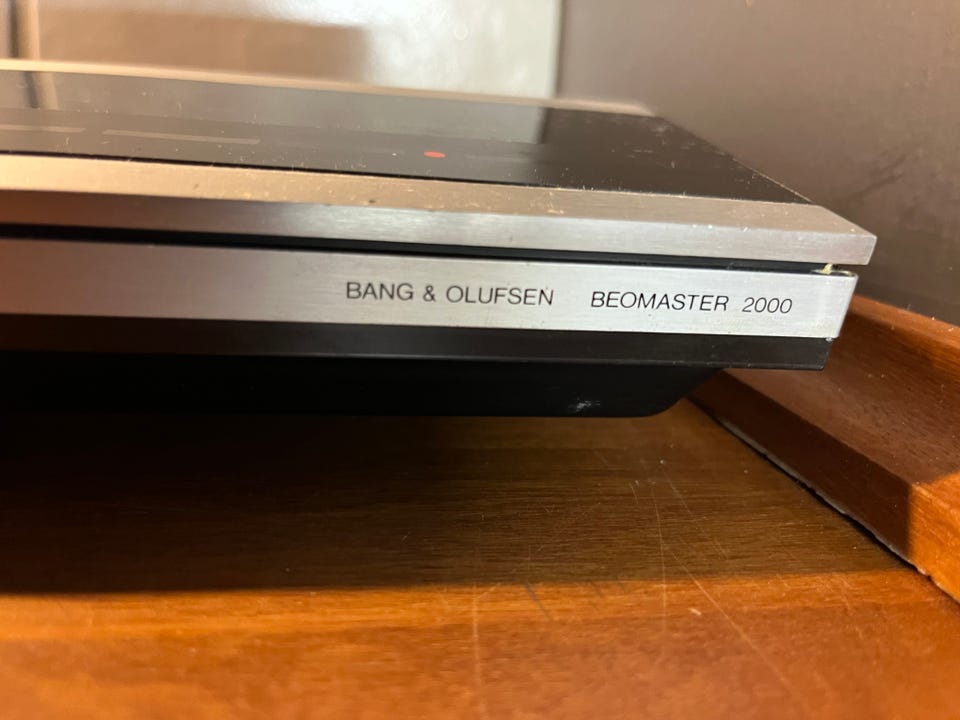 BANG & OLUFSEN BEOMASTER 2000